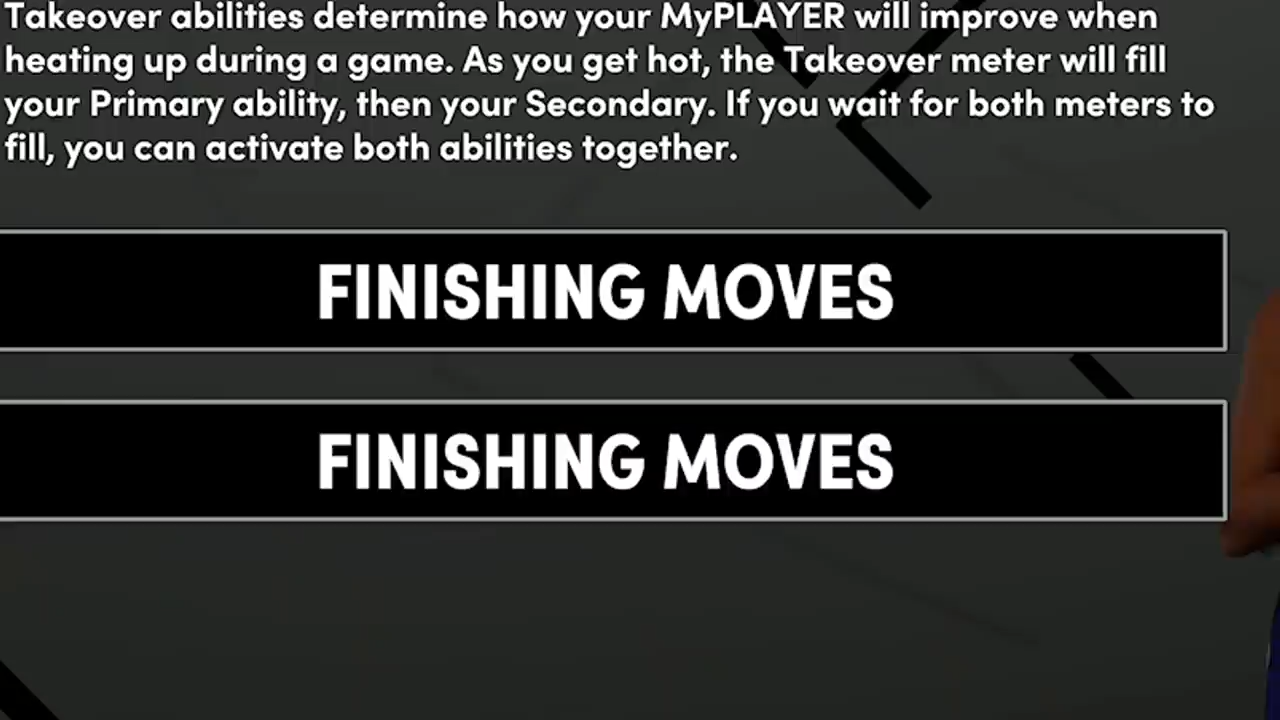 Takeover abilities determine how your MyPLAYER will improve when
heating up during a game. As you get hot, the Takeover meter will fill
your Primary ability, then your Secondary. If you wait for both meters to
fill, you can activate both abilities together.
FINISHING MOVES
FINISHING MOVES